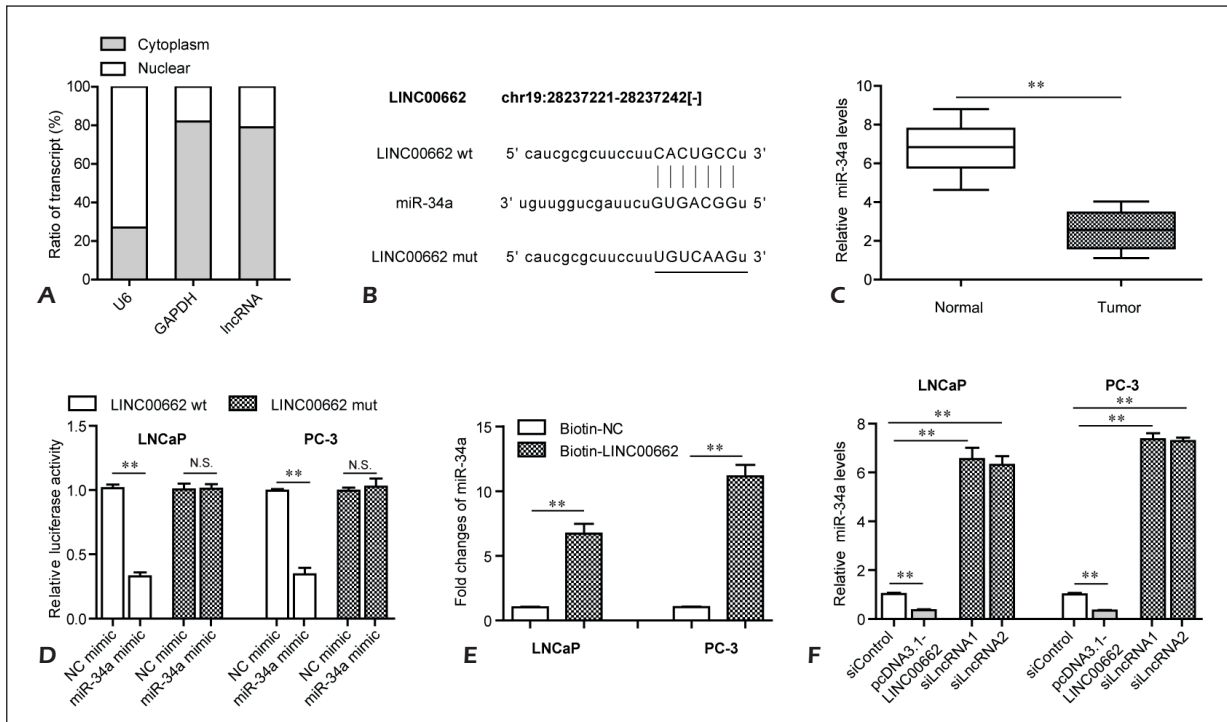 Cytoplasm
Nuclear
Ratio of transcript (%)
100
80
60
40
20
0
U6
GAPDH
lncRNA
A
LINC00662 chr19:28237221-28237242[-]
LINC00662 wt 5' caucgcgcuuccuuCACUGCCu 3'
miR-34a 3' uguuggucgauucuGUGACGGu 5'
LINC00662 mut 5' caucgcgcuuccuuUGUCAAGu 3'
B
Relative miR-34a levels
10
8
6
4
2
0
**
Normal
Tumor
C
LINC00662 wt
LINC00662 mut
Relative luciferase activity
1.5
1.0
0.5
0.0
LNCaP
PC-3
**
N.S.
**
N.S.
NC mimic
miR-34a mimic
NC mimic
miR-34a mimic
NC mimic
miR-34a mimic
NC mimic
miR-34a mimic
D
Biotin-NC
Biotin-LINC00662
Fold changes of miR-34a
15
10
5
0
**
**
LNCaP
PC-3
E
LNCaP
PC-3
Relative miR-34a levels
8
6
4
2
0
**
**
**
**
**
**
siControl
pcDNA3.1-
LINC00662
siLncRNA1
siLncRNA2
siControl
pcDNA3.1-
LINC00662
siLncRNA1
siLncRNA2
F